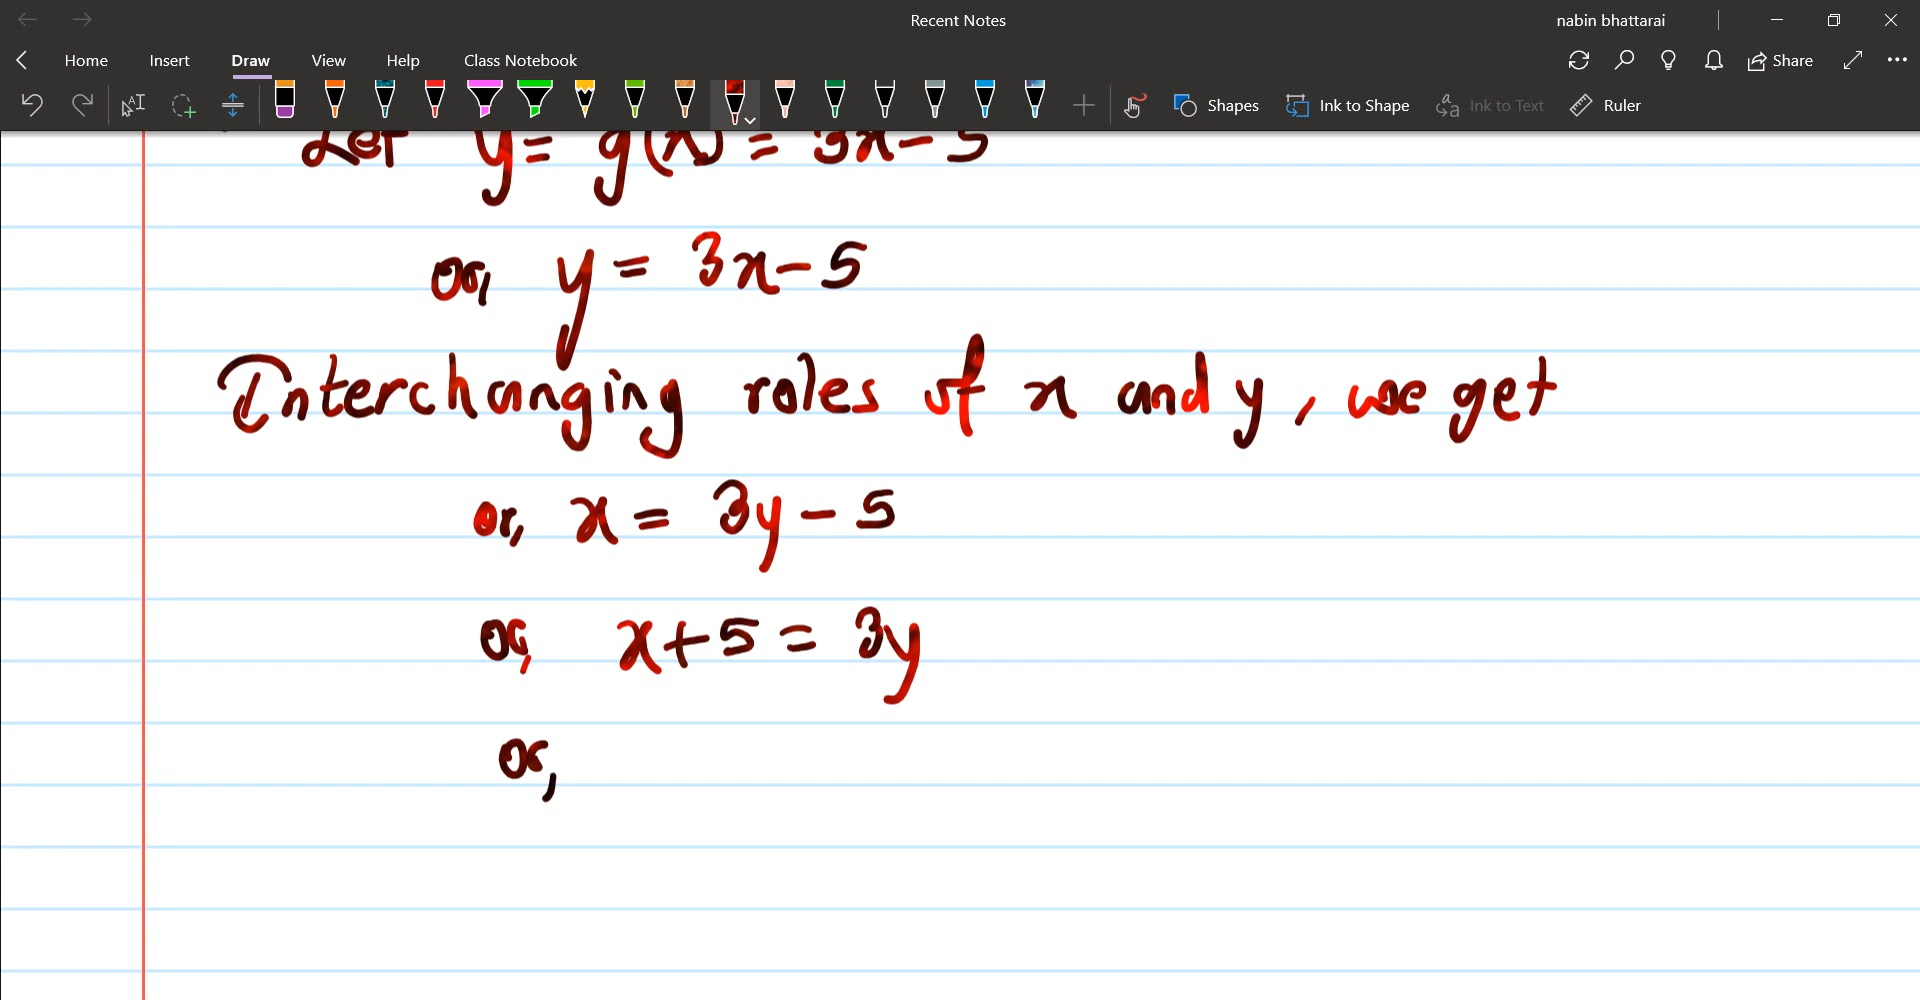 Recent Notes
nabin bhattarai
Home Insert Draw View Help Class Notebook Share
Shapes Ink to Shape Ink to Text Ruler
Let y = g(x) = 3x - 5
or, y = 3x - 5
Interchanging roles of x and y, we get
or, x = 3y - 5
or, x + 5 = 3y
or,